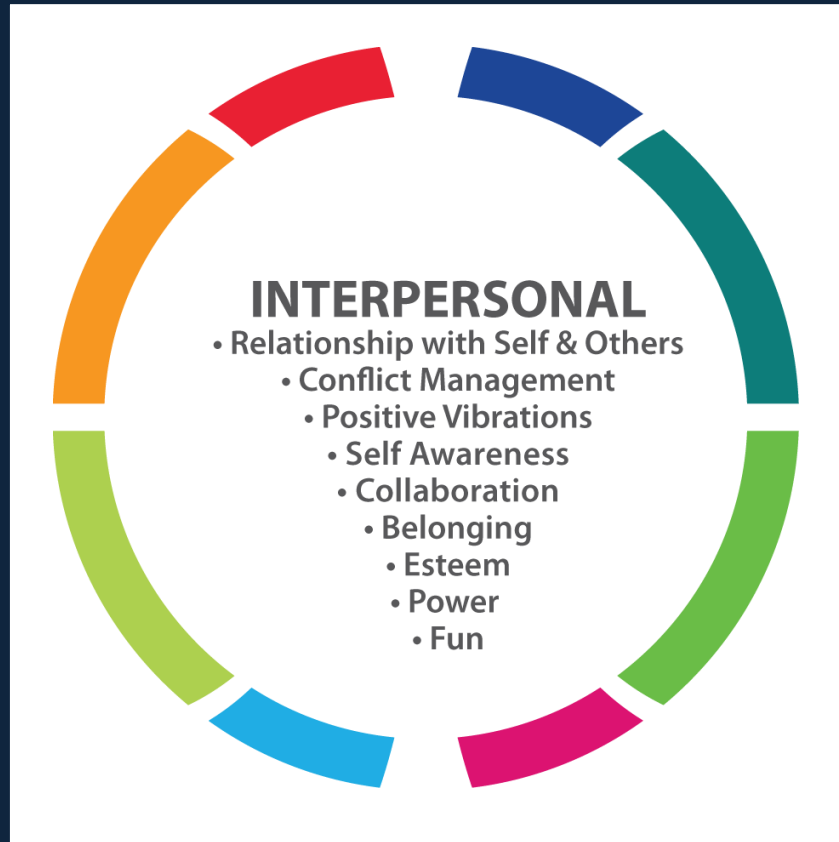 INTERPERSONAL
• Relationship with Self & Others
• Conflict Management
• Positive Vibrations
• Self Awareness
• Collaboration
• Belonging
• Esteem
• Power
• Fun